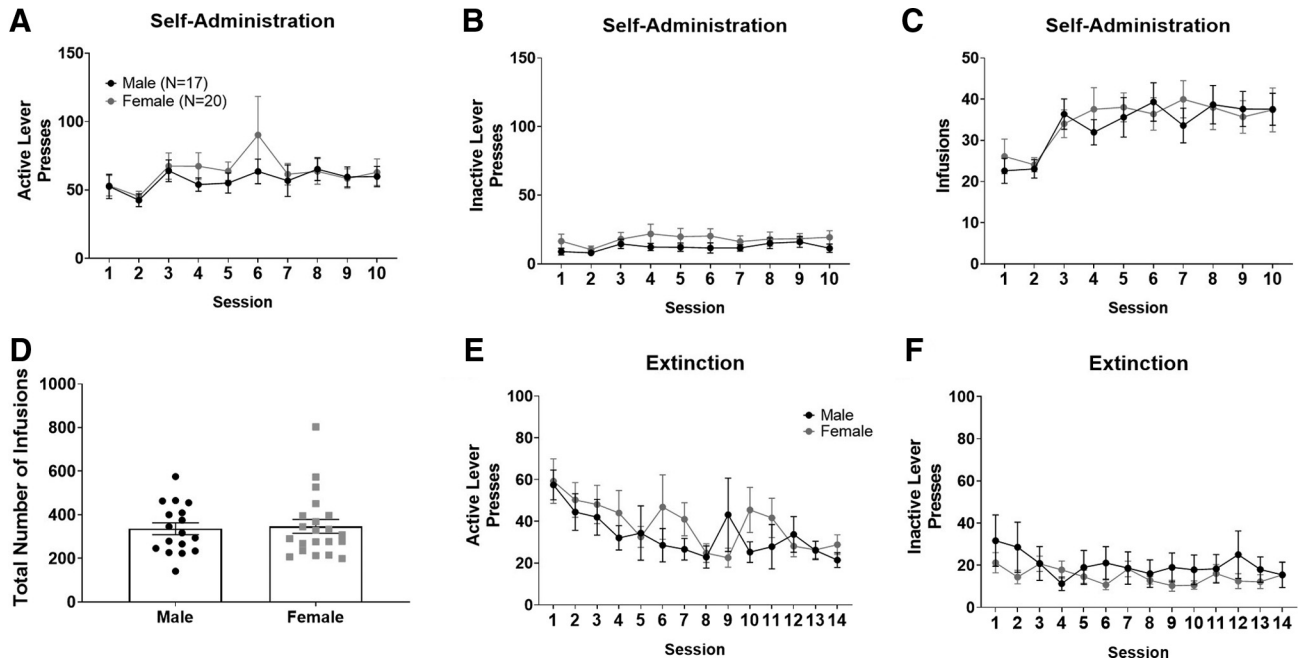 A
Self-Administration
150
100
50
0
Active Lever
Presses
Male (N=17)
Female (N=20)
1 2 3 4 5 6 7 8 9 10
Session
B
Self-Administration
150
100
50
0
Inactive Lever
Presses
1 2 3 4 5 6 7 8 9 10
Session
C
Self-Administration
50
40
30
20
10
0
Infusions
1 2 3 4 5 6 7 8 9 10
Session
D
1000
800
600
400
200
0
Total Number of Infusions
Male Female
E
Extinction
100
80
60
40
20
0
Active Lever
Presses
Male
Female
1 2 3 4 5 6 7 8 9 10 11 12 13 14
Session
F
Extinction
100
80
60
40
20
0
Inactive Lever
Presses
1 2 3 4 5 6 7 8 9 10 11 12 13 14
Session